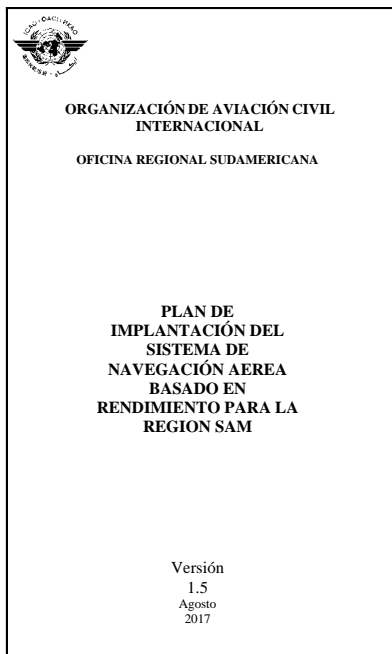 ORGANIZACIÓN DE AVIACIÓN CIVIL
INTERNACIONAL
OFICINA REGIONAL SUDAMERICANA
PLAN DE
IMPLANTACIÓN DEL
SISTEMA DE
NAVEGACIÓN AEREA
BASADO EN
RENDIMIENTO PARA LA
REGION SAM
Versión
1.5
Agosto
2017